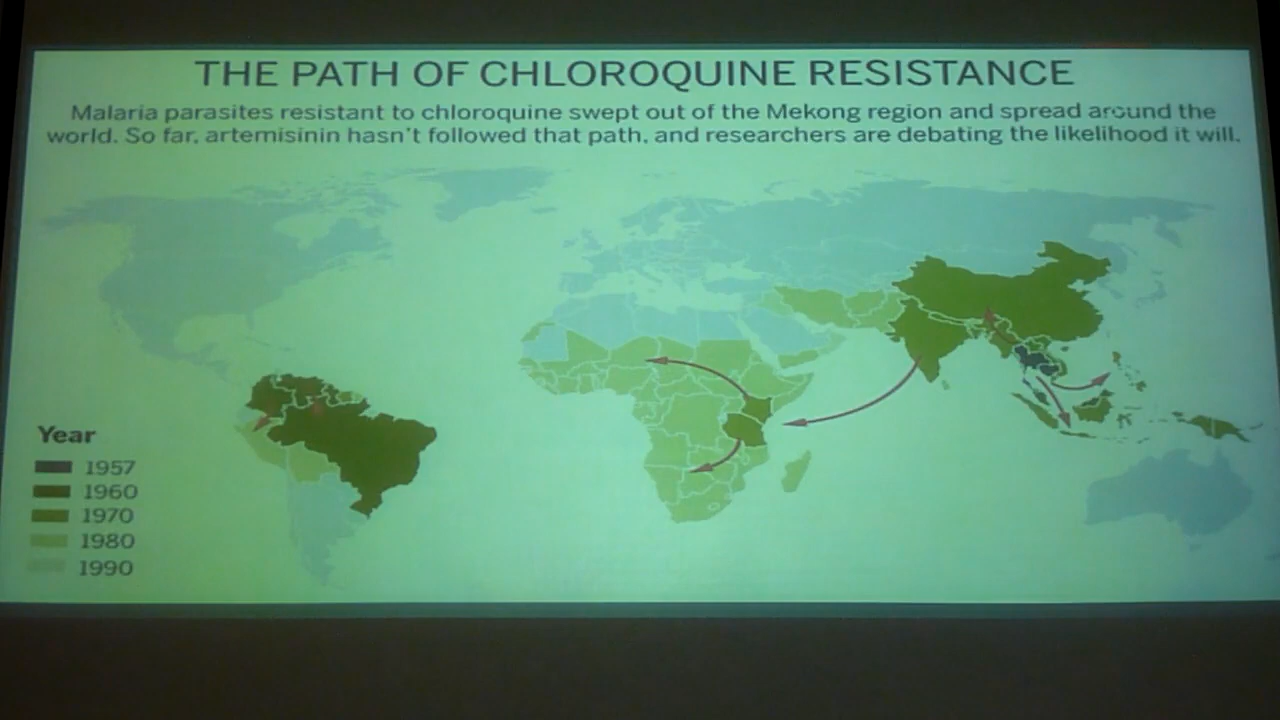 THE PATH OF CHLOROQUINE RESISTANCE
Malaria parasites resistant to chloroquine swept out of the Mekong region and spread around the
world. So far, artemisinin hasn't followed that path, and researchers are debating the likelihood it will.
Year
1957
1960
1970
1980
1990